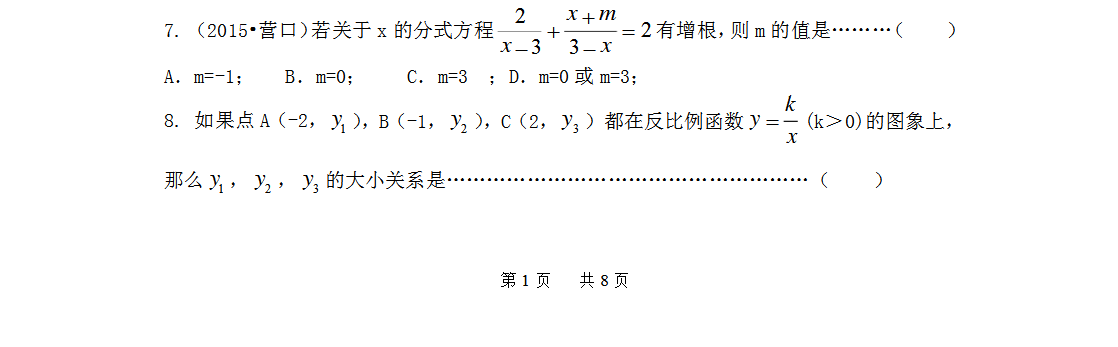 7. （2015•营口）若关于 x 的分式方程 \frac{2}{x-3}+\frac{x+m}{3-x}=2 有增根，则 m 的值是………（  ）
A. m=-1； B. m=0； C. m=3 ；D. m=0 或 m=3；
8. 如果点 A（-2，y₁），B（-1，y₂），C（2，y₃）都在反比例函数 y=\frac{k}{x} (k＞0)的图象上，
那么 y₁，y₂，y₃ 的大小关系是………………………………………………（  ）
第 1 页 共 8 页